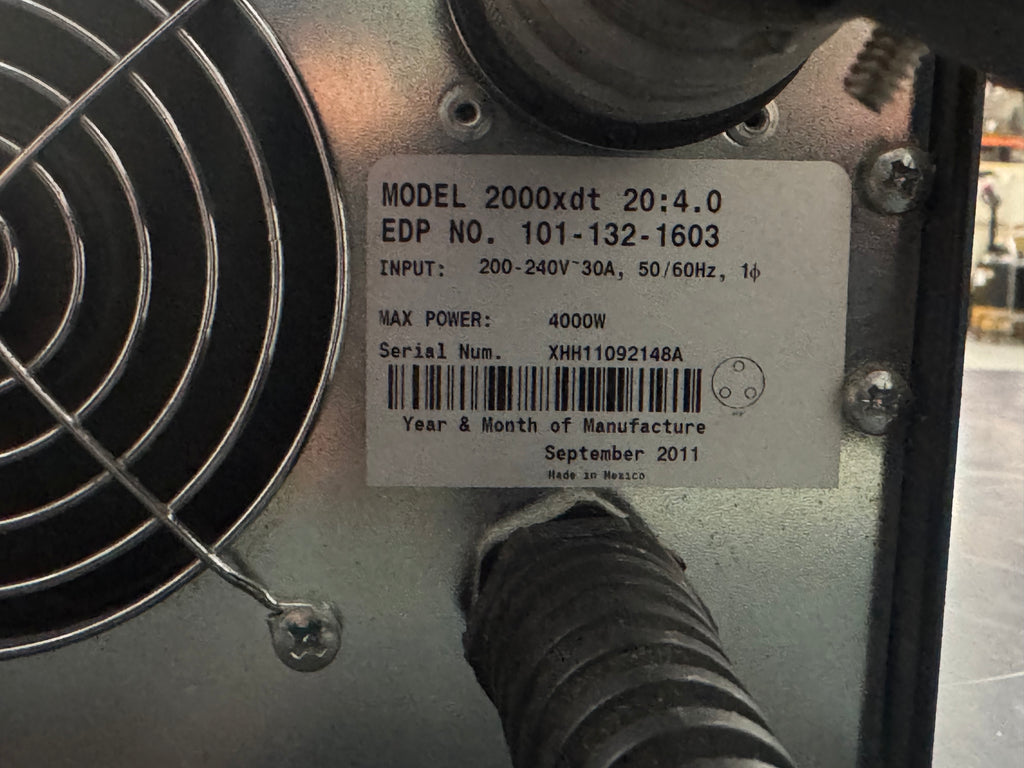 MODEL 2000xdt 20:4.0
EDP NO. 101-132-1603
INPUT: 200-240V~30A, 50/60Hz, 1ϕ
MAX POWER: 4000W
Serial Num. XHH11092148A
Year & Month of Manufacture
September 2011
Made in Mexico